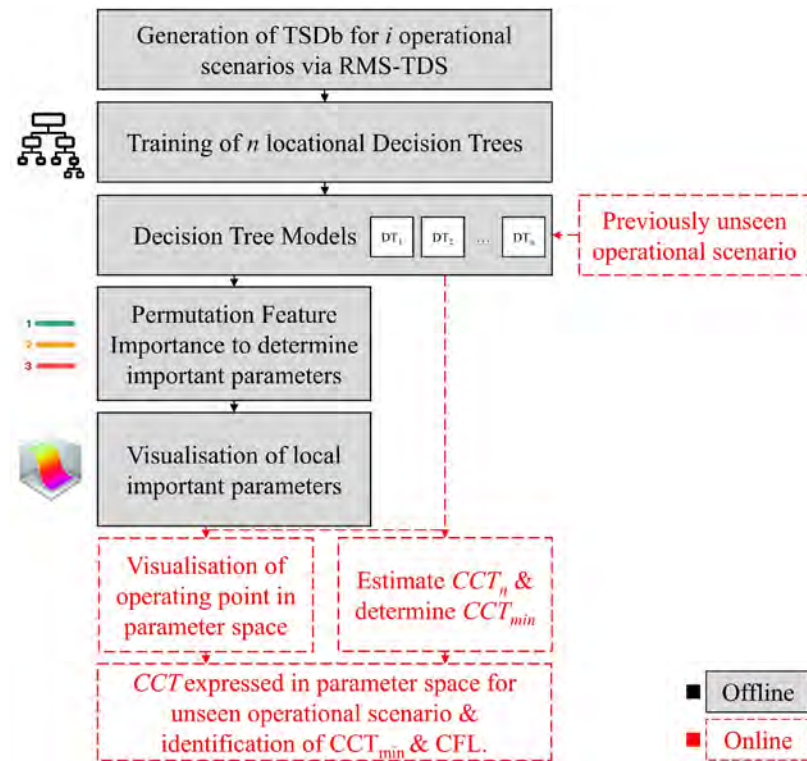 Generation of TSDb for i operational
scenarios via RMS-TDS
Training of n locational Decision Trees
Decision Tree Models DT1 DT2 ... DTn
Previously unseen
operational scenario
1
2
3
Permutation Feature
Importance to determine
important parameters
Visualisation of local
important parameters
Visualisation of
operating point in
parameter space
Estimate CCTn &
determine CCTmin
CCT expressed in parameter space for
unseen operational scenario &
identification of CCTmin & CFL.
Offline
Online